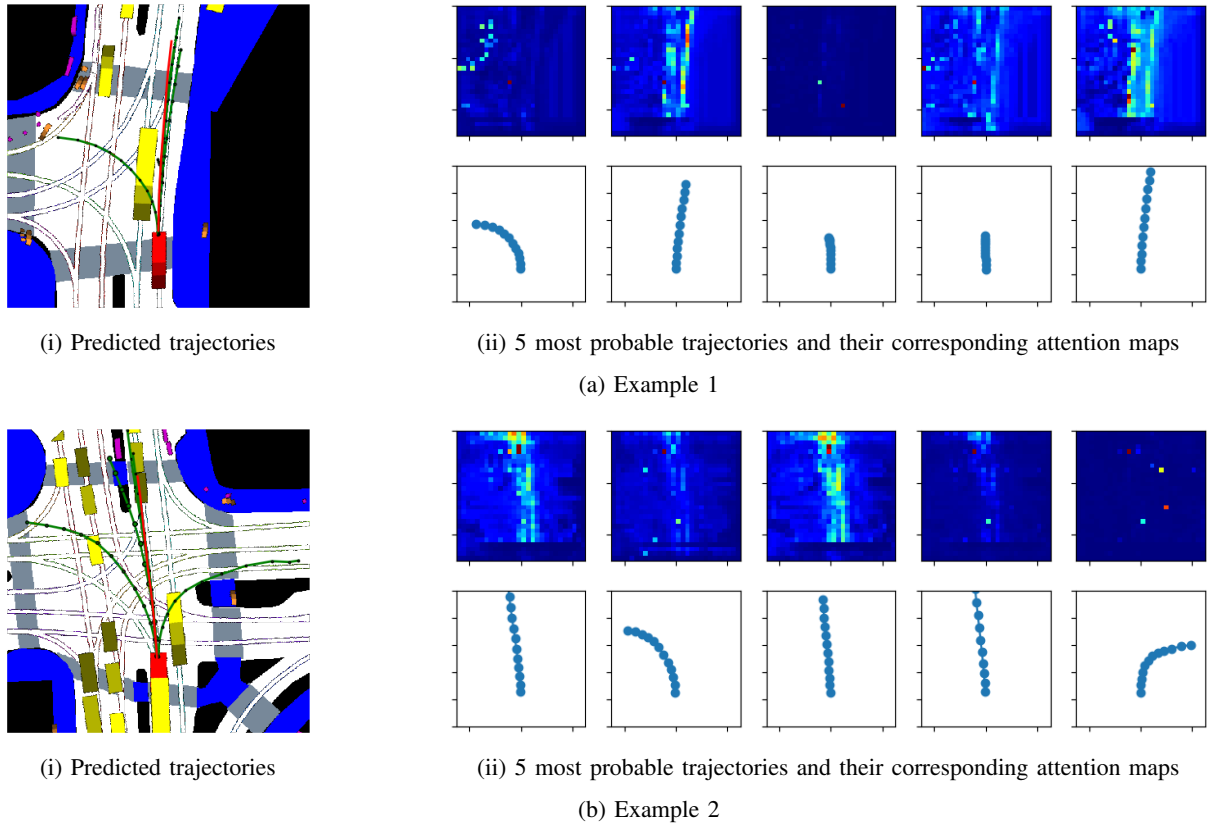 (i) Predicted trajectories
(ii) 5 most probable trajectories and their corresponding attention maps
(a) Example 1
(i) Predicted trajectories
(ii) 5 most probable trajectories and their corresponding attention maps
(b) Example 2